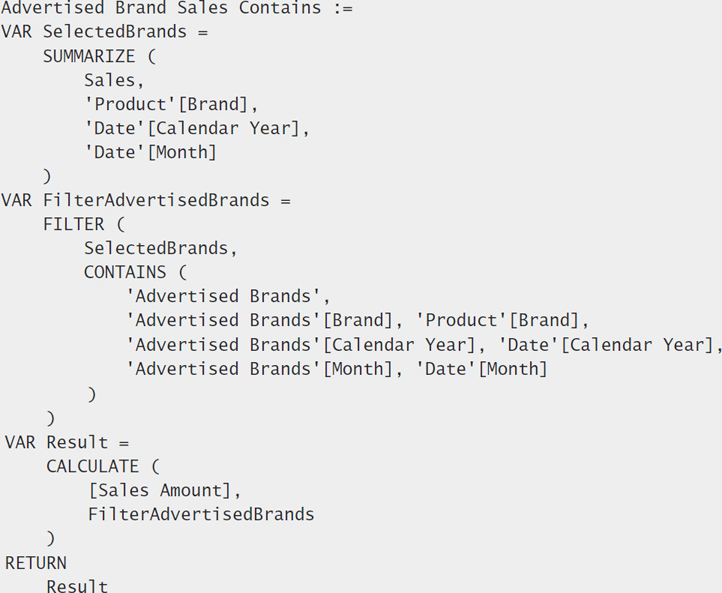 Advertised Brand Sales Contains :=
VAR SelectedBrands =
    SUMMARIZE (
        Sales,
        'Product'[Brand],
        'Date'[Calendar Year],
        'Date'[Month]
    )
VAR FilterAdvertisedBrands =
    FILTER (
        SelectedBrands,
        CONTAINS (
            'Advertised Brands',
            'Advertised Brands'[Brand], 'Product'[Brand],
            'Advertised Brands'[Calendar Year], 'Date'[Calendar Year],
            'Advertised Brands'[Month], 'Date'[Month]
        )
    )
VAR Result =
    CALCULATE (
        [Sales Amount],
        FilterAdvertisedBrands
    )
RETURN
    Result